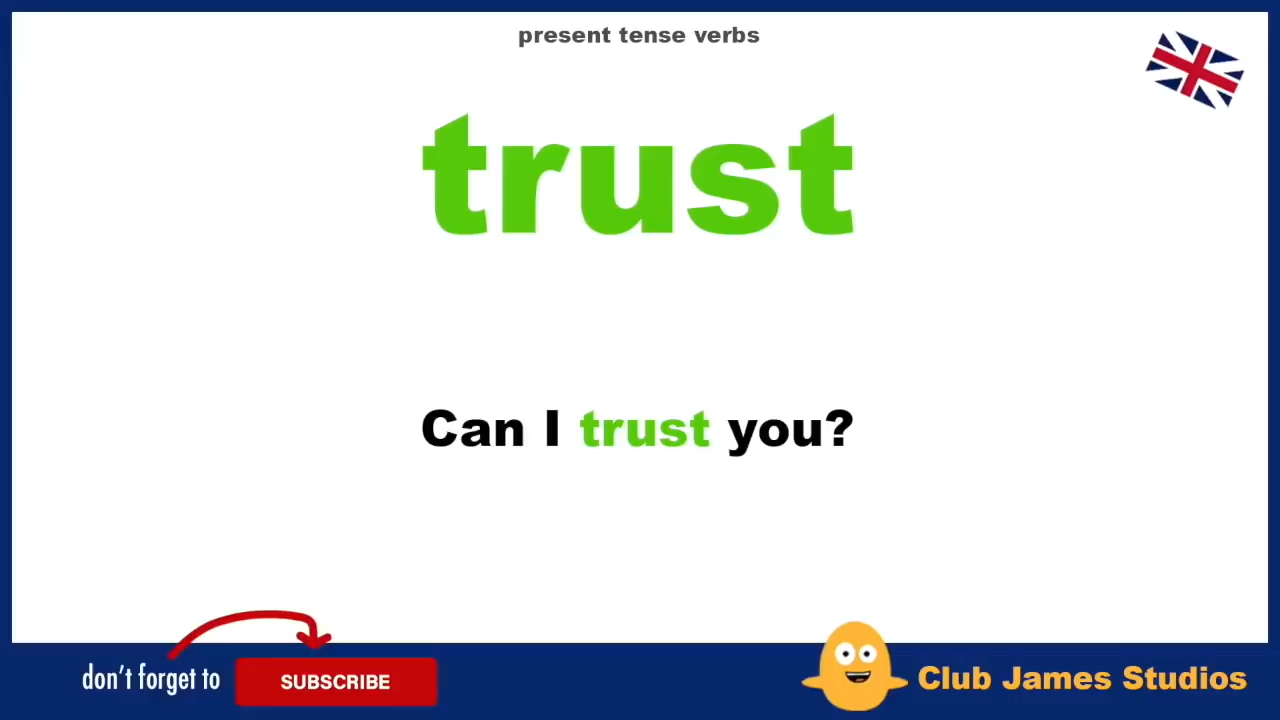 present tense verbs
trust
Can I trust you?
don't forget to SUBSCRIBE
Club James Studios